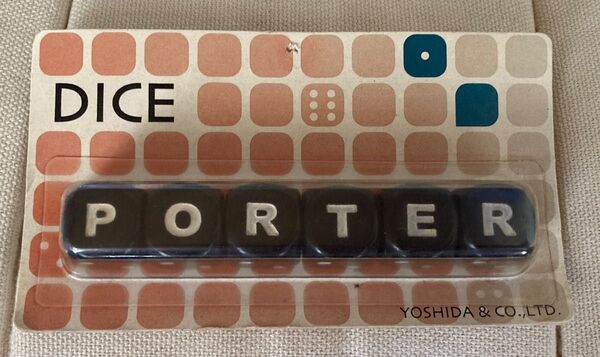 DICE
PORTER
YOSHIDA & CO.,LTD.